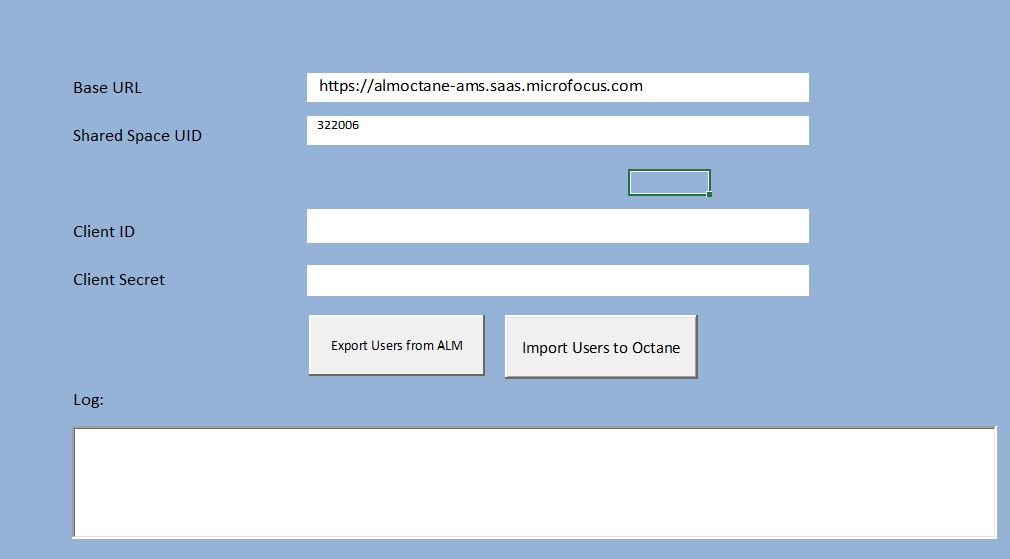 Base URL
https://almoctane-ams.saas.microfocus.com
Shared Space UID
322006
Client ID
Client Secret
Export Users from ALM
Import Users to Octane
Log: